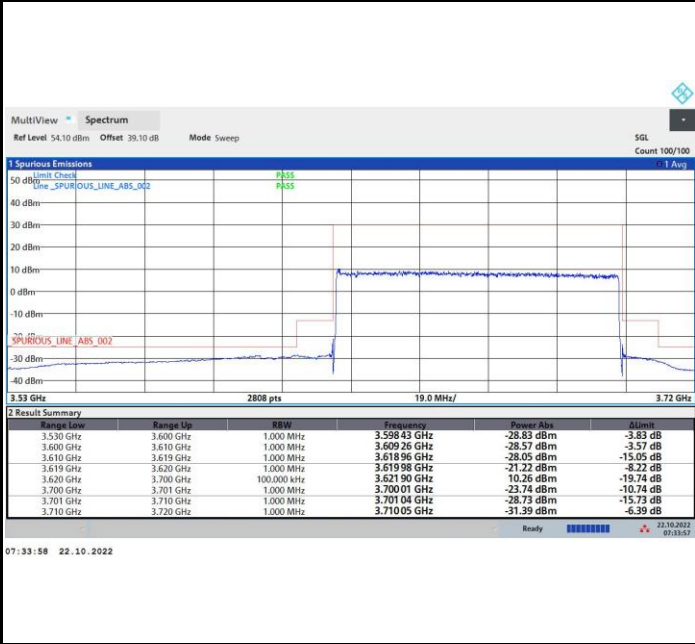 MultiView Spectrum
Ref Level 54.10 dBm Offset 39.10 dB Mode Sweep SGL
Count 100/100
1 Spurious Emissions 1 Avg
Limit Check PASS
50 dBm
Line _SPURIOUS_LINE_ABS_002 PASS
40 dBm
30 dBm
20 dBm
10 dBm
0 dBm
-10 dBm
-20 dBm
SPURIOUS_LINE_ABS_002
-30 dBm
-40 dBm
3.53 GHz 2808 pts 19.0 MHz/ 3.72 GHz
2 Result Summary
Range Low Range Up RBW Frequency Power Abs ΔLimit
3.530 GHz 3.600 GHz 1.000 MHz 3.598 43 GHz -28.83 dBm -3.83 dB
3.600 GHz 3.610 GHz 1.000 MHz 3.609 26 GHz -28.57 dBm -3.57 dB
3.610 GHz 3.619 GHz 1.000 MHz 3.618 96 GHz -28.05 dBm -15.05 dB
3.619 GHz 3.620 GHz 1.000 MHz 3.619 98 GHz -21.22 dBm -8.22 dB
3.620 GHz 3.700 GHz 100.000 kHz 3.621 90 GHz 10.26 dBm -19.74 dB
3.700 GHz 3.701 GHz 1.000 MHz 3.700 01 GHz -23.74 dBm -10.74 dB
3.701 GHz 3.710 GHz 1.000 MHz 3.701 04 GHz -28.73 dBm -15.73 dB
3.710 GHz 3.720 GHz 1.000 MHz 3.710 05 GHz -31.39 dBm -6.39 dB
Ready 22.10.2022
07:33:57
07:33:58 22.10.2022